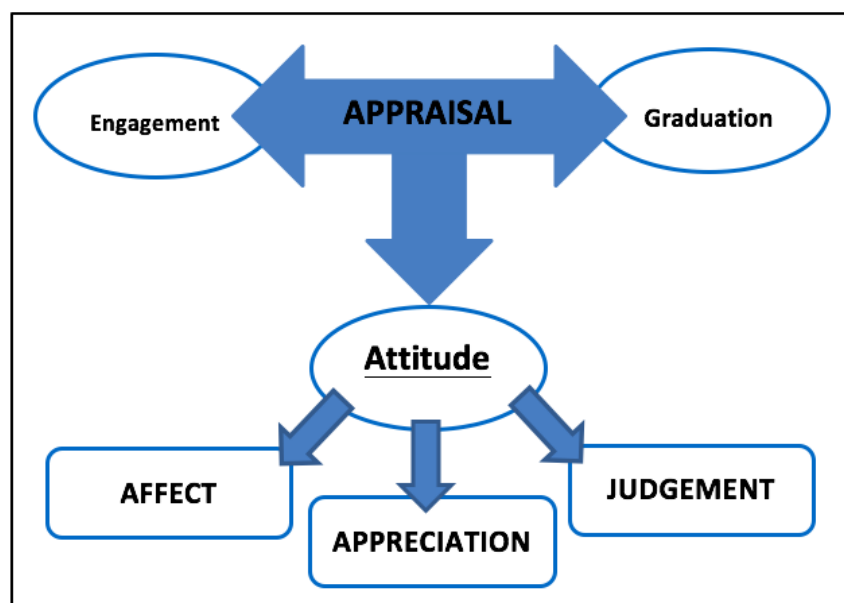 Engagement
APPRAISAL
Graduation
Attitude
AFFECT
APPRECIATION
JUDGEMENT